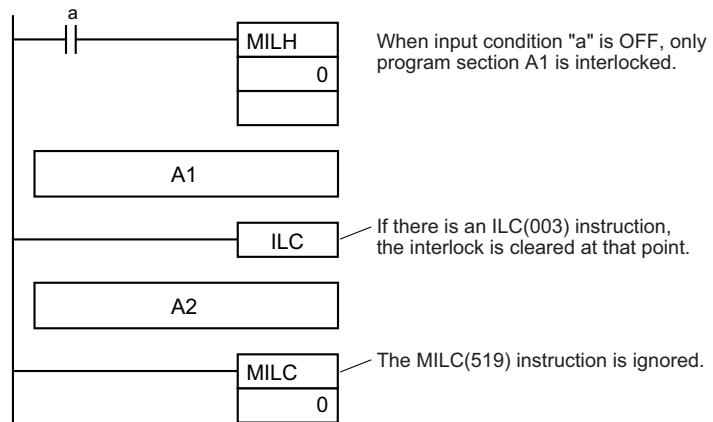 a
MILH
0
When input condition "a" is OFF, only
program section A1 is interlocked.
A1
ILC
If there is an ILC(003) instruction,
the interlock is cleared at that point.
A2
MILC
0
The MILC(519) instruction is ignored.